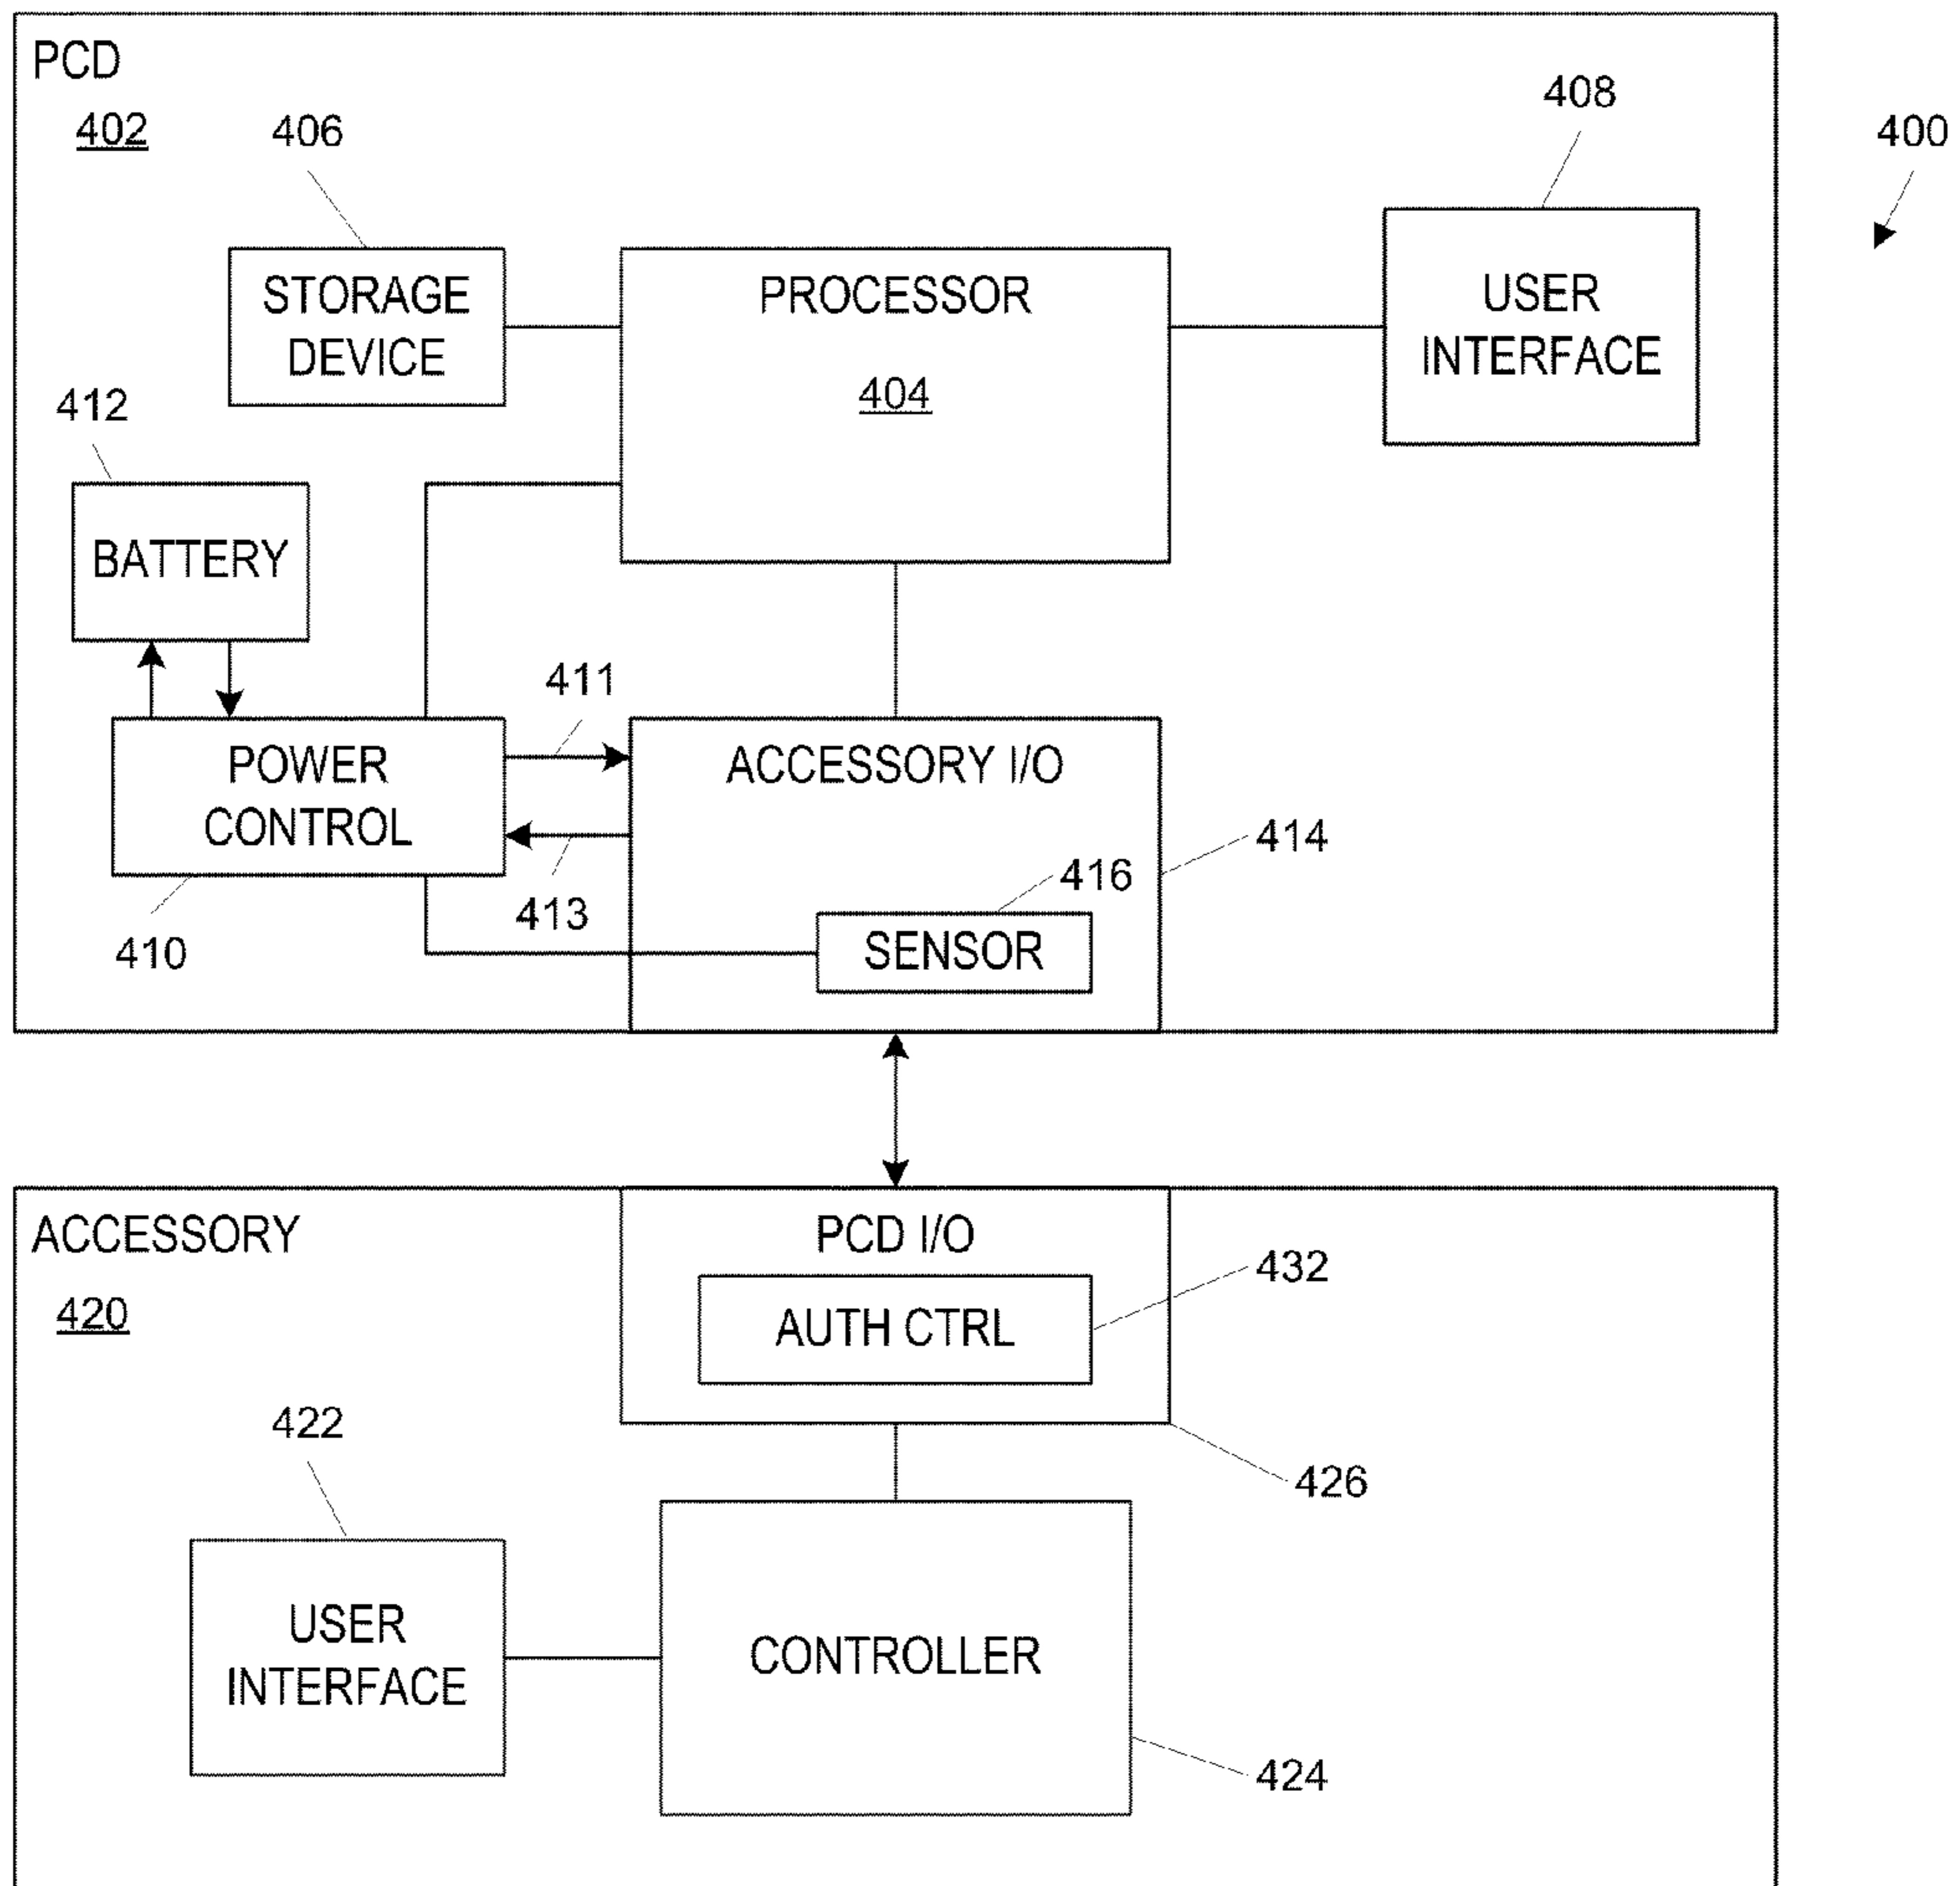 PCD
402
406
408
400
STORAGE
DEVICE
PROCESSOR
404
USER
INTERFACE
412
BATTERY
411
POWER
CONTROL
ACCESSORY I/O
414
413
416
410
SENSOR
ACCESSORY
420
PCD I/O
432
AUTH CTRL
422
426
USER
INTERFACE
CONTROLLER
424